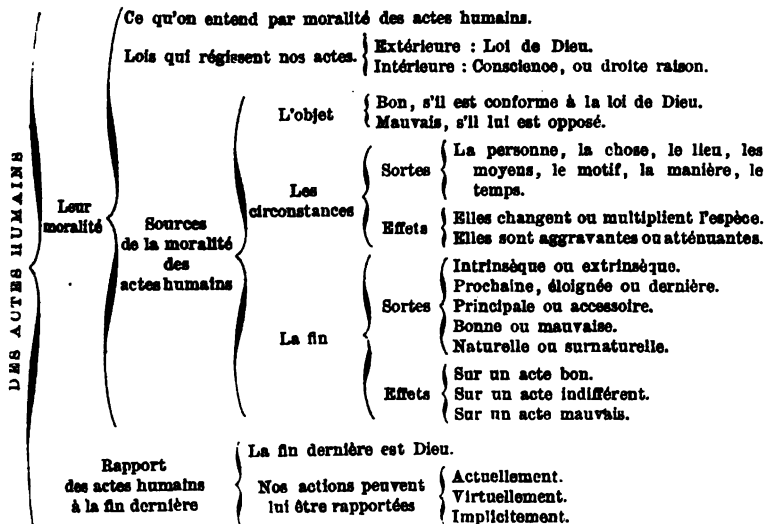 DES ACTES HUMAINS
Leur
moralité
Ce qu'on entend par moralité des actes humains.
Lois qui régissent nos actes.
Extérieure : Loi de Dieu.
Intérieure : Conscience, ou droite raison.
Sources
de la moralité
des
actes humains
L'objet
Bon, s'il est conforme à la loi de Dieu.
Mauvais, s'il lui est opposé.
Les
circonstances
Sortes
La personne, la chose, le lieu, les
moyens, le motif, la manière, le
temps.
Effets
Elles changent ou multiplient l'espèce.
Elles sont aggravantes ou atténuantes.
La fin
Sortes
Intrinsèque ou extrinsèque.
Prochaine, éloignée ou dernière.
Principale ou accessoire.
Bonne ou mauvaise.
Naturelle ou surnaturelle.
Effets
Sur un acte bon.
Sur un acte indifférent.
Sur un acte mauvais.
Rapport
des actes humains
à la fin dernière
La fin dernière est Dieu.
Nos actions peuvent
lui être rapportées
Actuellement.
Virtuellement.
Implicitement.